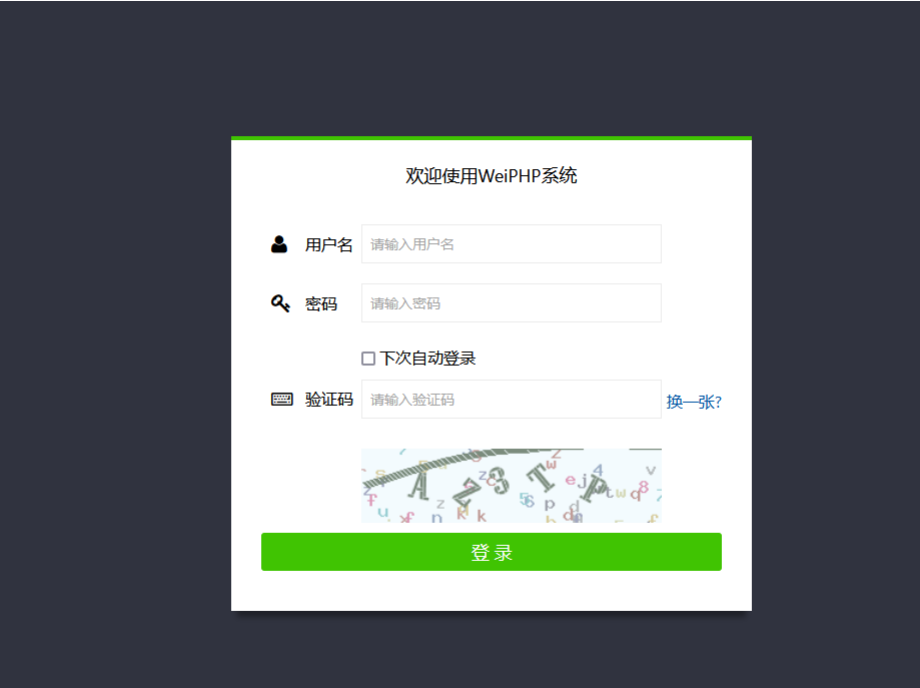 欢迎使用WeiPHP系统
用户名 请输入用户名
密码 请输入密码
下次自动登录
验证码 请输入验证码 换一张?
登 录